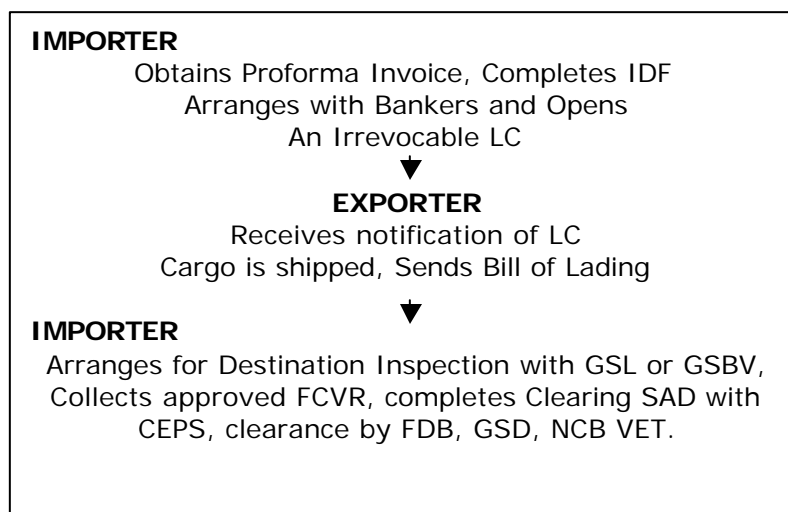 IMPORTER
Obtains Proforma Invoice, Completes IDF
Arranges with Bankers and Opens
An Irrevocable LC
EXPORTER
Receives notification of LC
Cargo is shipped, Sends Bill of Lading
IMPORTER
Arranges for Destination Inspection with GSL or GSBV,
Collects approved FCVR, completes Clearing SAD with
CEPS, clearance by FDB, GSD, NCB VET.